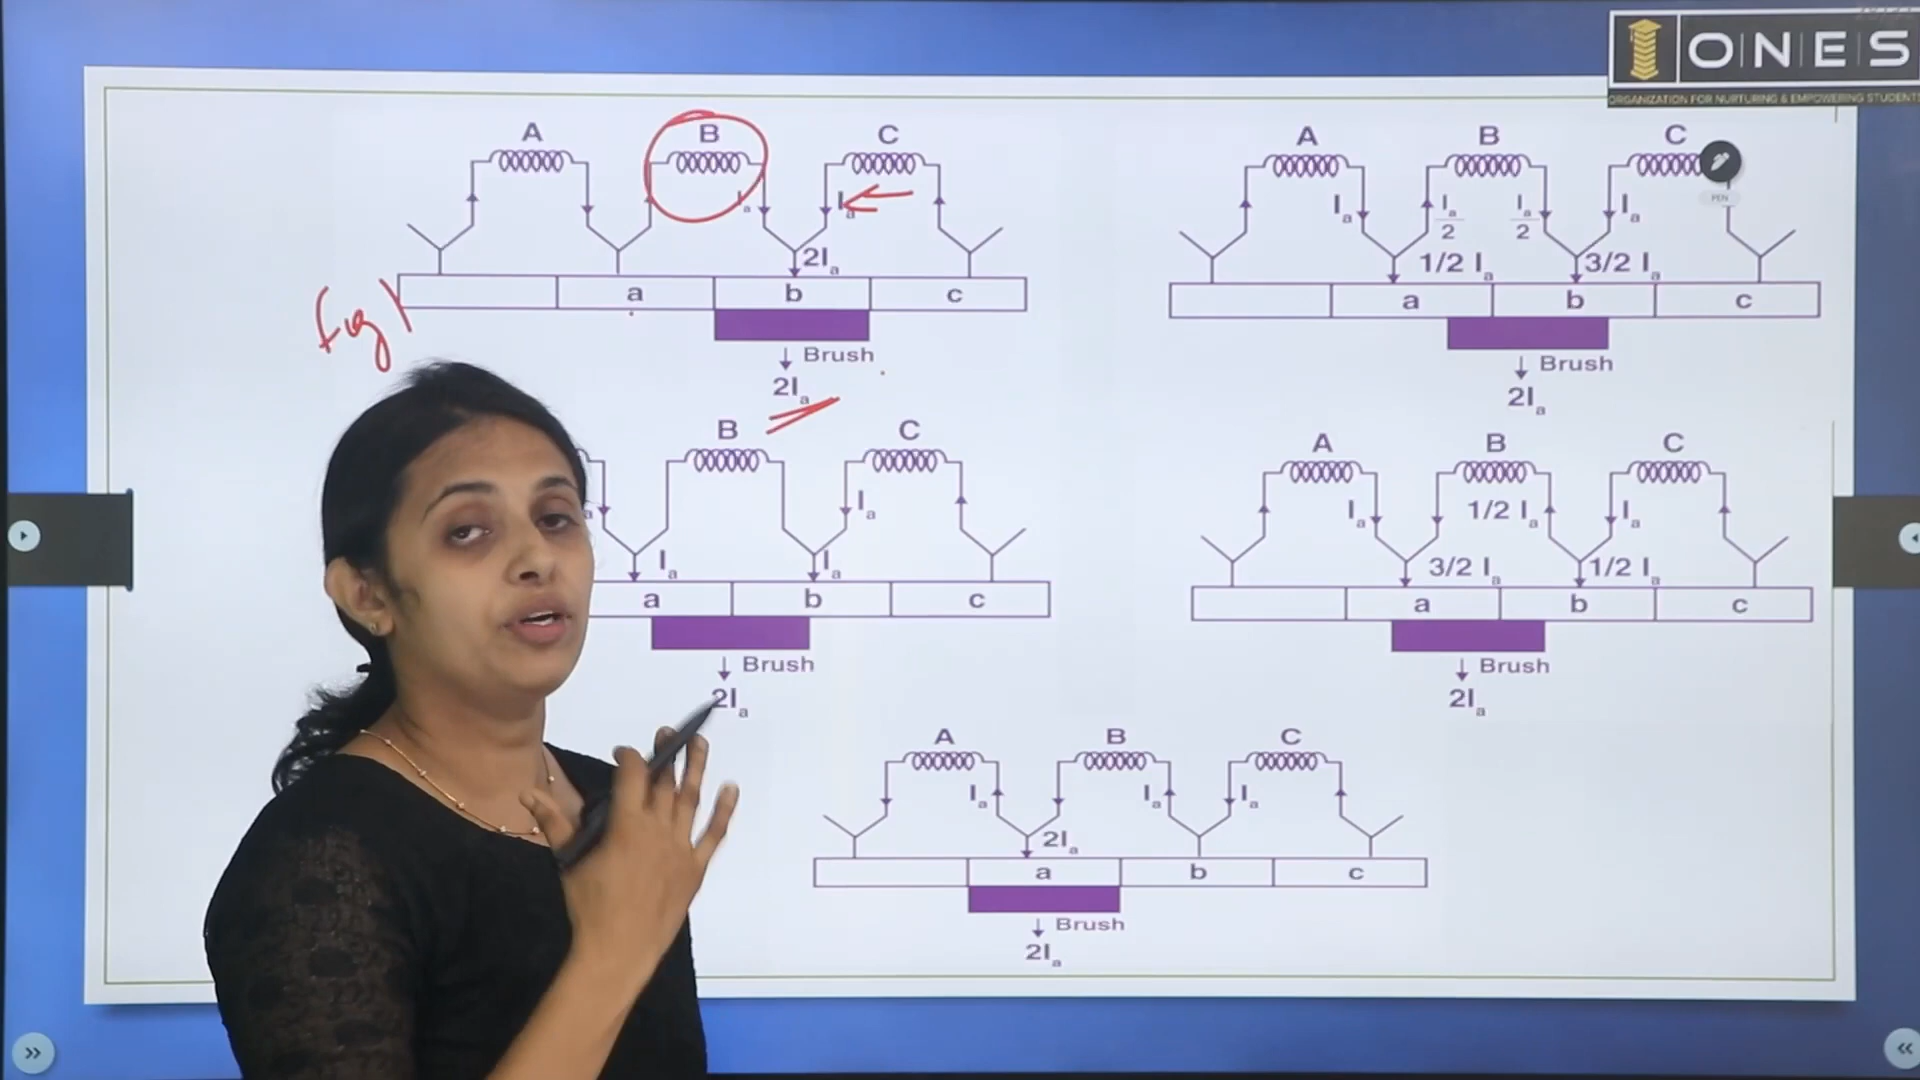 ONES
ORGANIZATION FOR NURTURING & EMPOWERING STUDENTS
A B C
Ia Ia
2Ia
a b c
Brush
2Ia
Fig 1
A B C
Ia Ia/2 Ia/2 Ia
1/2 Ia 3/2 Ia
a b c
Brush
2Ia
PEN
B C
a Ia
Ia Ia
a b c
Brush
2Ia
A B C
Ia 1/2 Ia Ia
3/2 Ia 1/2 Ia
a b c
Brush
2Ia
A B C
Ia Ia Ia
2Ia
a b c
Brush
2Ia